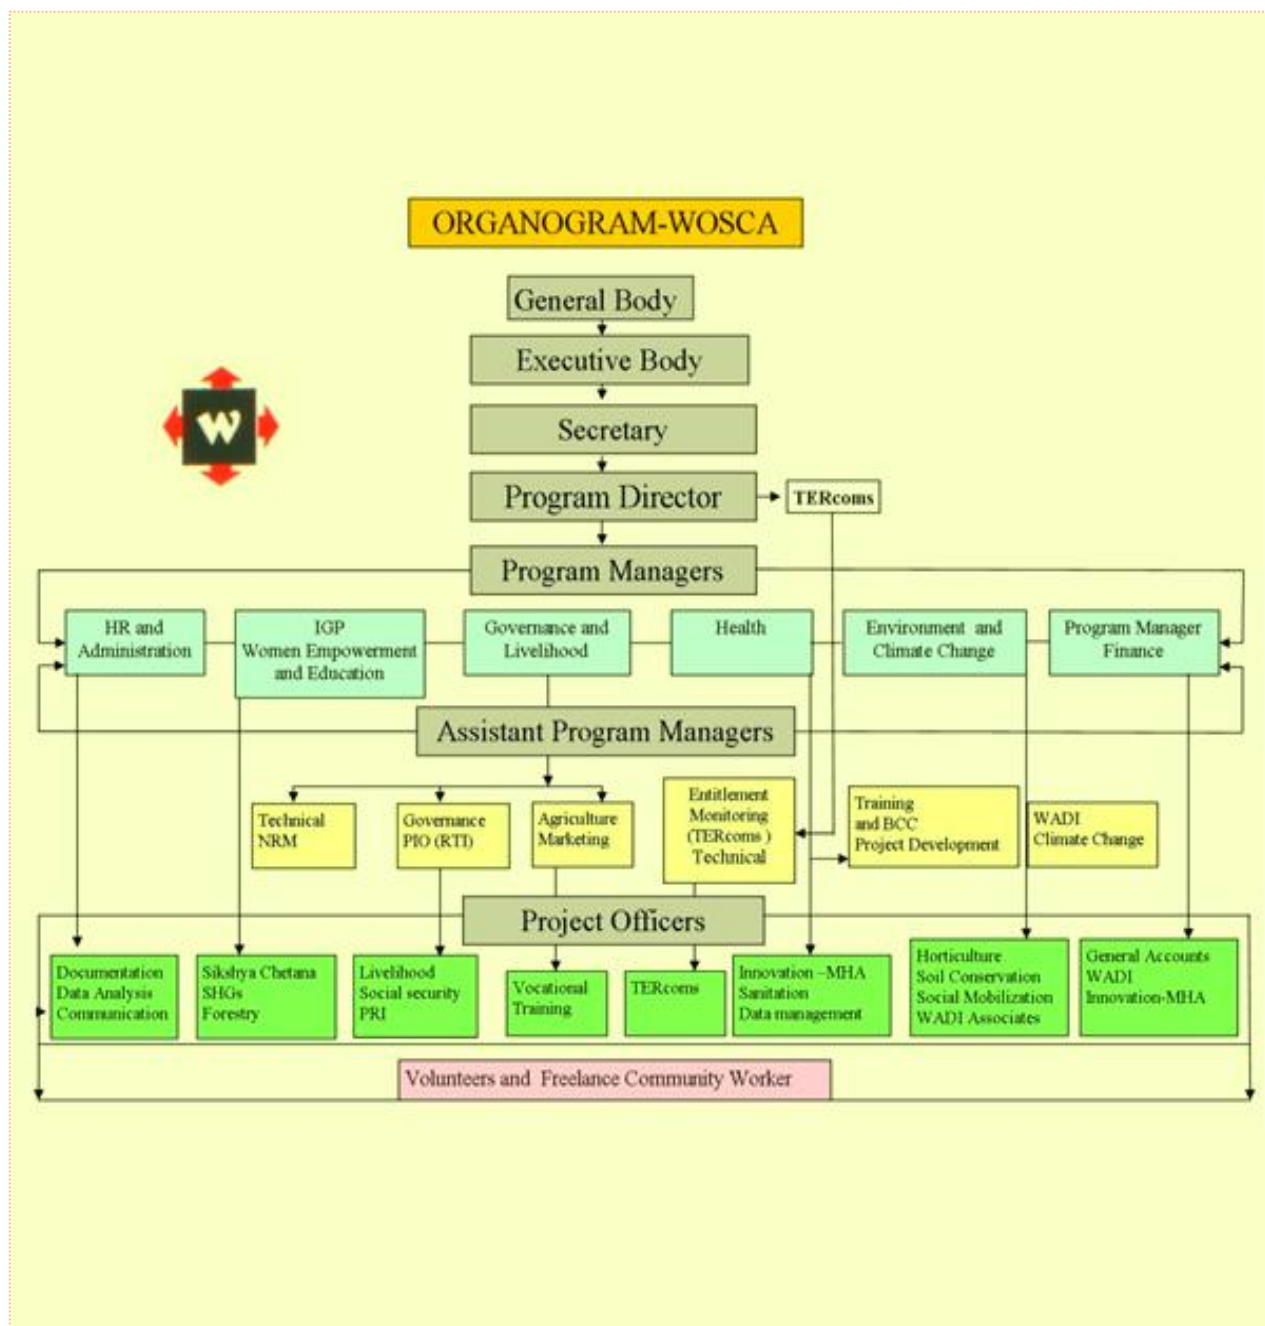 ORGANOGRAM-WOSCA
General Body
Executive Body
W
Secretary
Program Director
TERcoms
Program Managers
HR and
Administration
IGP
Women Empowerment
and Education
Governance and
Livelihood
Health
Environment and
Climate Change
Program Manager
Finance
Assistant Program Managers
Technical
NRM
Governance
PIO (RTI)
Agriculture
Marketing
Entitlement
Monitoring
(TERcoms )
Technical
Training
and BCC
Project Development
WADI
Climate Change
Project Officers
Documentation
Data Analysis
Communication
Sikshya Chetana
SHGs
Forestry
Livelihood
Social security
PRI
Vocational
Training
TERcoms
Innovation –MHA
Sanitation
Data management
Horticulture
Soil Conservation
Social Mobilization
WADI Associates
General Accounts
WADI
Innovation-MHA
Volunteers and Freelance Community Worker